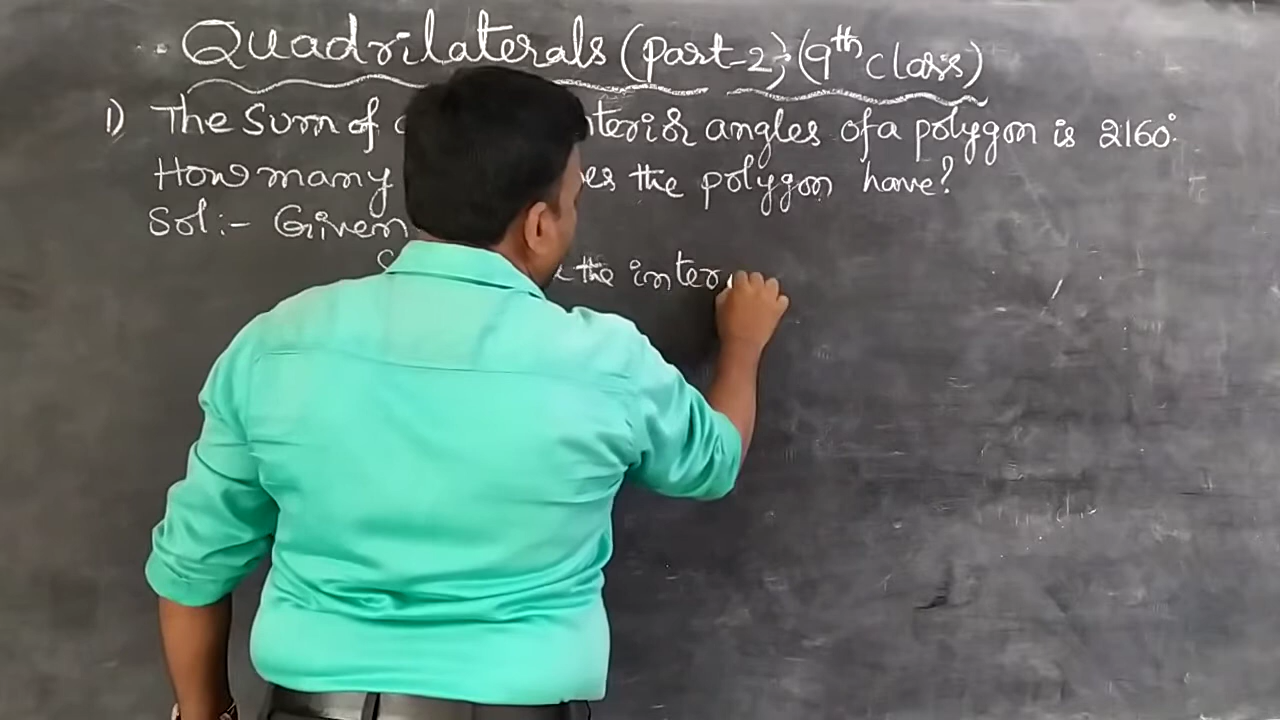 Quadrilaterals (Part-2); (9th class)
1) The Sum of interior angles of a polygon is 2160°.
How many the polygon have?
Sol:- Given
the inter